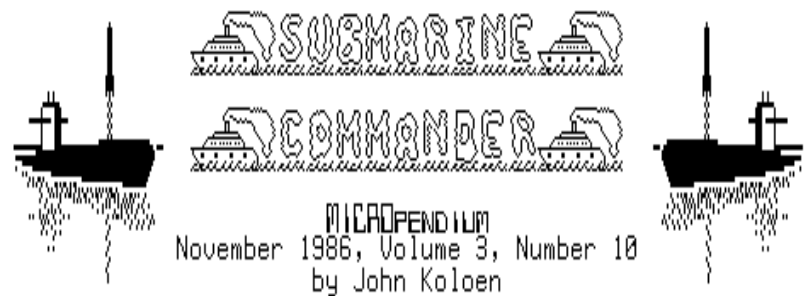 SUBMARINE
COMMANDER
MICROPENDIUM
November 1986, Volume 3, Number 10
by John Koloen